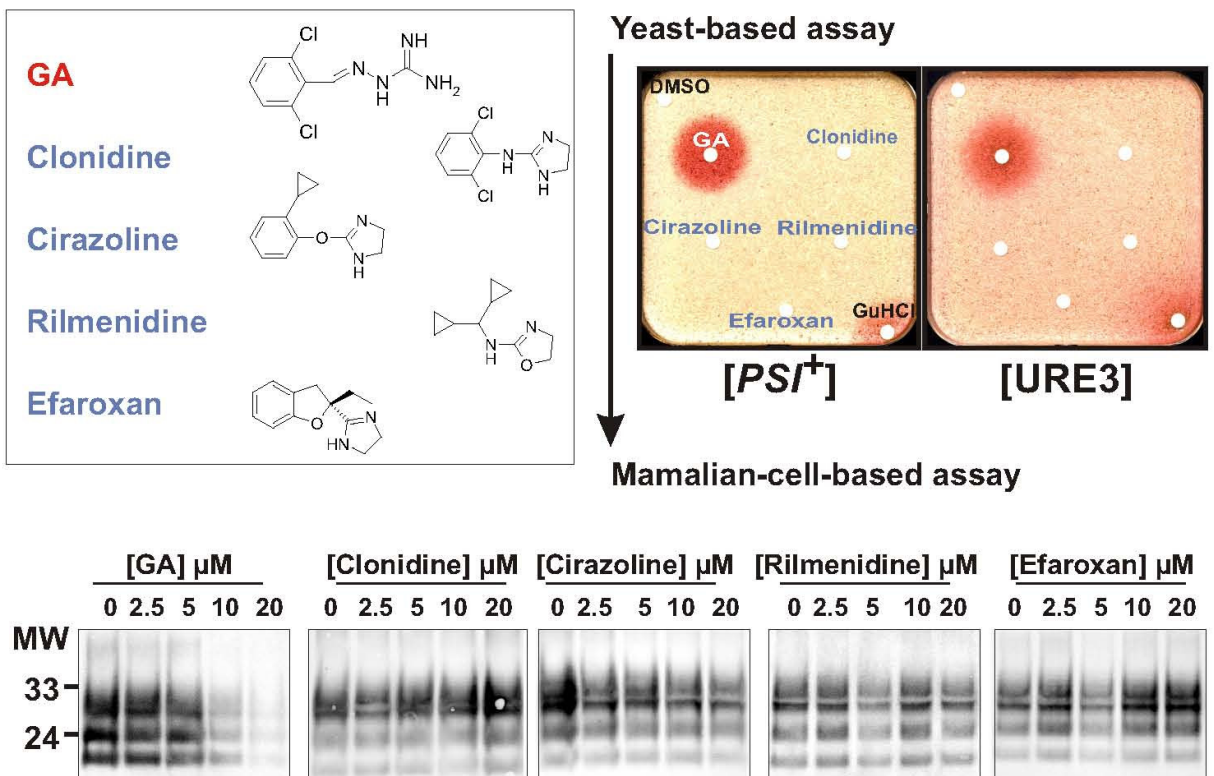 GA
Cl
NH
N
N
H
NH2
Cl
Clonidine
Cl
N
NH
N
H
Cl
Cirazoline
N
O
N
H
Rilmenidine
N
NH
O
Efaroxan
N
O
HN
Yeast-based assay
DMSO
GA
Clonidine
Cirazoline
Rilmenidine
Efaroxan
GuHCl
[PSI+]
[URE3]
Mamalian-cell-based assay
[GA] µM
0 2.5 5 10 20
[Clonidine] µM
0 2.5 5 10 20
[Cirazoline] µM
0 2.5 5 10 20
[Rilmenidine] µM
0 2.5 5 10 20
[Efaroxan] µM
0 2.5 5 10 20
MW
33
24